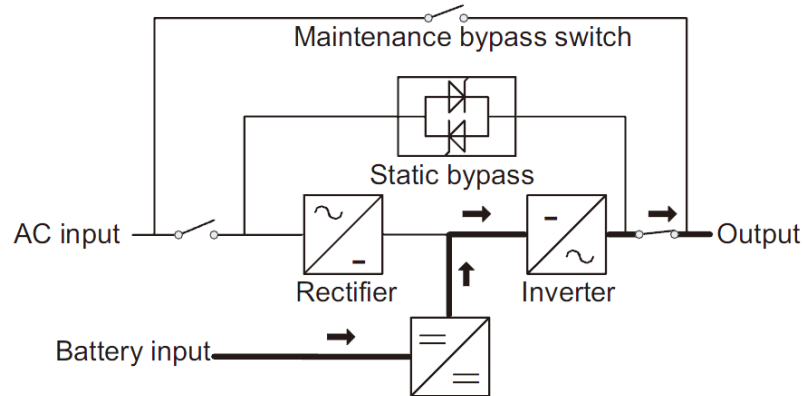 Maintenance bypass switch
Static bypass
AC input
Output
Rectifier
Inverter
Battery input